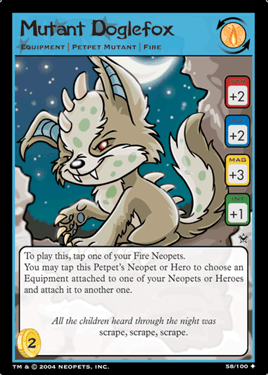 Mutant Doglefox
Equipment | Petpet Mutant | Fire
+2
+2
MAG
+3
INT
+1
To play this, tap one of your Fire Neopets.
You may tap this Petpet's Neopet or Hero to choose an
Equipment attached to one of your Neopets or Heroes
and attach it to another one.
All the children heard through the night was
scrape, scrape, scrape.
2
TM & © 2004 NEOPETS, INC.
58/100